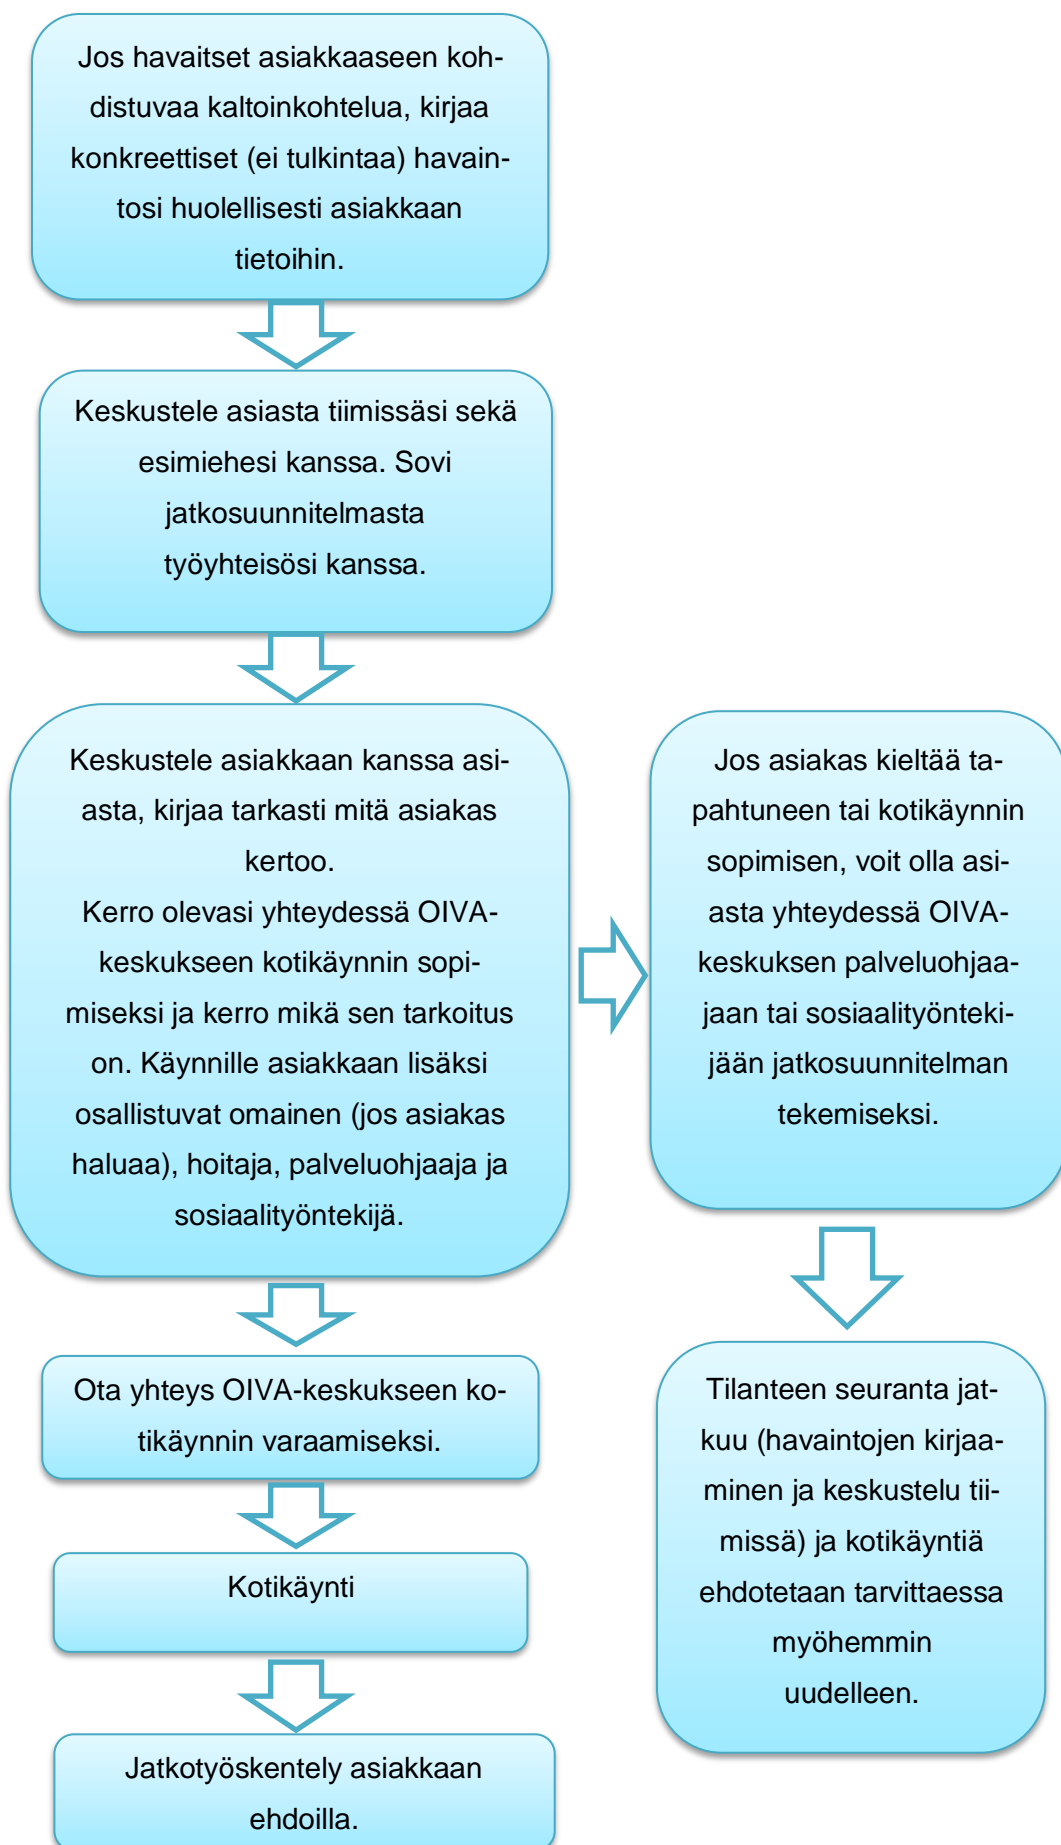 Jos havaitset asiakkaaseen koh-
distuvaa kaltoinkohtelua, kirjaa
konkreettiset (ei tulkintaa) havain-
tosi huolellisesti asiakkaan
tietoihin.
Keskustele asiasta tiimissäsi sekä
esimiehesi kanssa. Sovi
jatkosuunnitelmasta
työyhteisösi kanssa.
Keskustele asiakkaan kanssa asi-
asta, kirjaa tarkasti mitä asiakas
kertoo.
Kerro olevasi yhteydessä OIVA-
keskukseen kotikäynnin sopi-
miseksi ja kerro mikä sen tarkoitus
on. Käynnille asiakkaan lisäksi
osallistuvat omainen (jos asiakas
haluaa), hoitaja, palveluohjaaja ja
sosiaalityöntekijä.
Jos asiakas kieltää ta-
pahtuneen tai kotikäynnin
sopimisen, voit olla asi-
asta yhteydessä OIVA-
keskuksen palveluohjaa-
jaan tai sosiaalityönteki-
jään jatkosuunnitelman
tekemiseksi.
Ota yhteys OIVA-keskukseen ko-
tikäynnin varaamiseksi.
Kotikäynti
Jatkotyöskentely asiakkaan
ehdoilla.
Tilanteen seuranta jat-
kuu (havaintojen kirjaa-
minen ja keskustelu tii-
missä) ja kotikäyntiä
ehdotetaan tarvittaessa
myöhemmin
uudelleen.